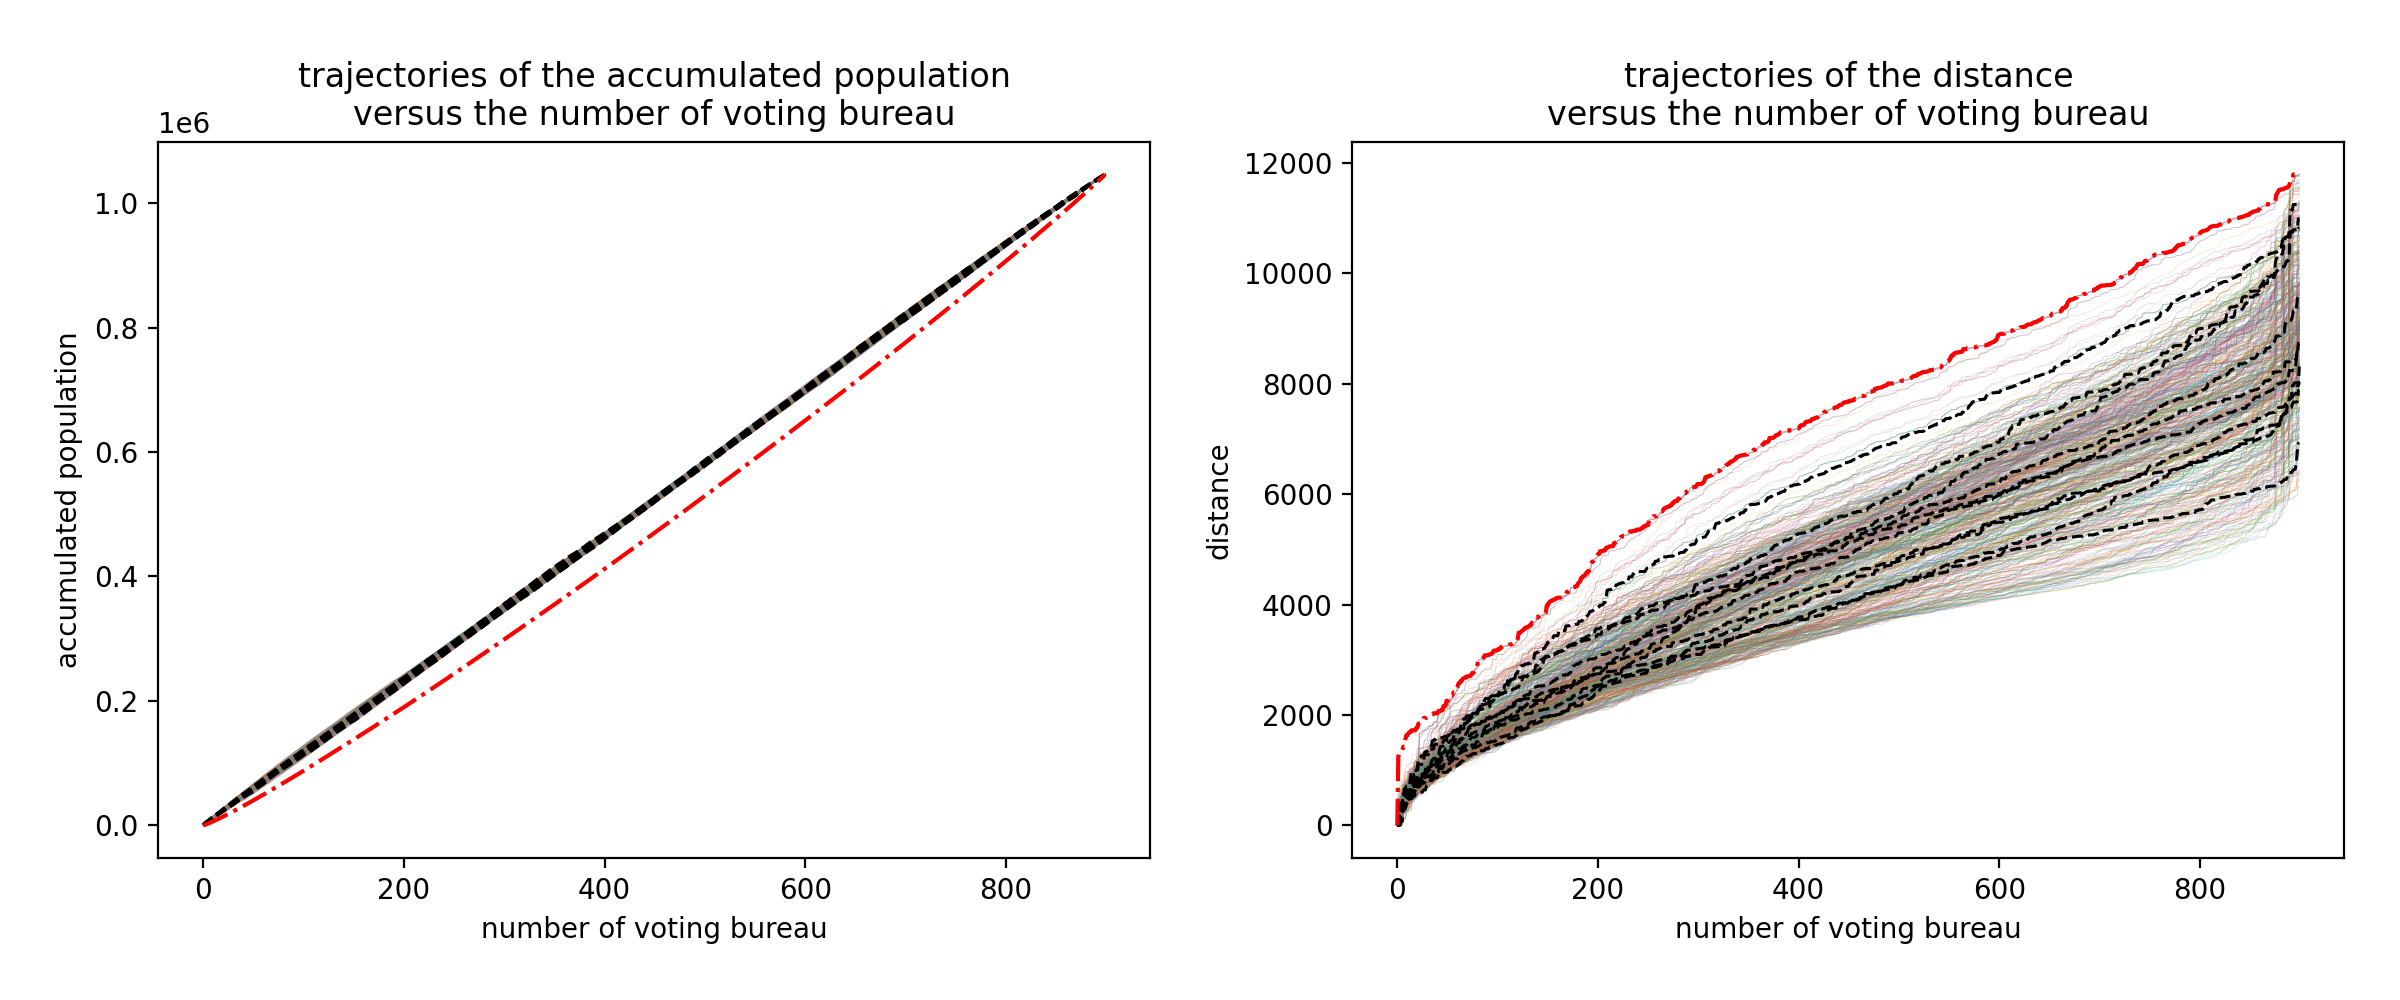 trajectories of the accumulated population
versus the number of voting bureau
1e6
1.0
0.8
0.6
0.4
0.2
0.0
accumulated population
0 200 400 600 800
number of voting bureau
trajectories of the distance
versus the number of voting bureau
12000
10000
8000
6000
4000
2000
0
distance
0 200 400 600 800
number of voting bureau